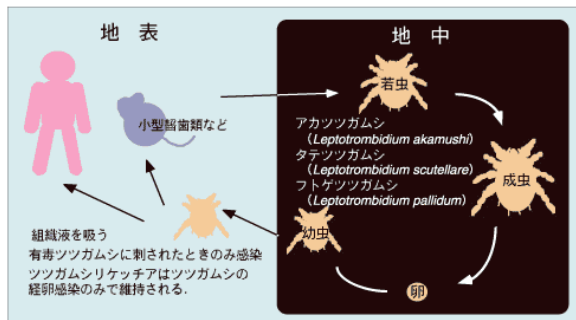 地 表
地 中
若虫
小型齧歯類など
アカツツガムシ
(Leptotrombidium akamushi)
タテツツガムシ
(Leptotrombidium scutellare)
フトゲツツガムシ
(Leptotrombidium pallidum)
成虫
幼虫
卵
組織液を吸う
有毒ツツガムシに刺されたときのみ感染
ツツガムシリケッチアはツツガムシの
経卵感染のみで維持される.